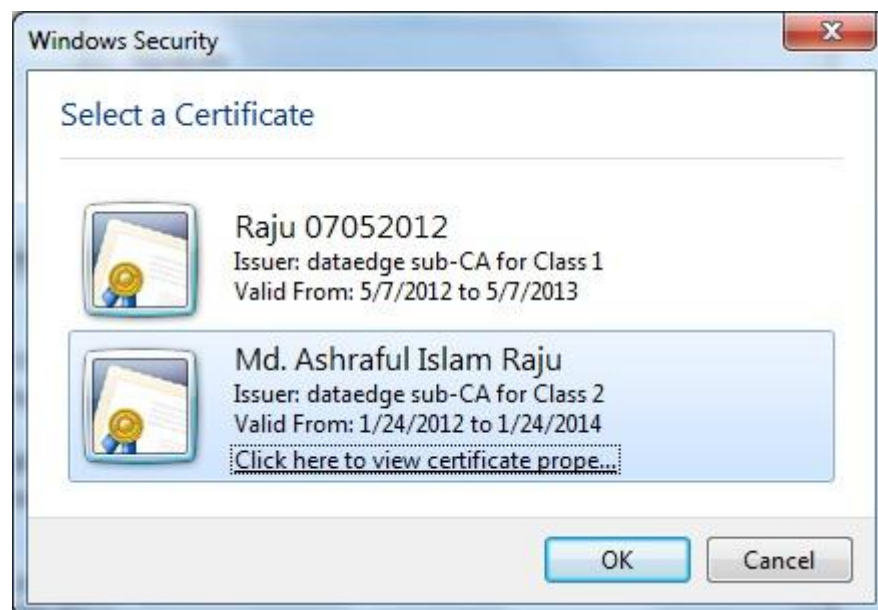 Windows Security
Select a Certificate
Raju 07052012
Issuer: dataedge sub-CA for Class 1
Valid From: 5/7/2012 to 5/7/2013
Md. Ashraful Islam Raju
Issuer: dataedge sub-CA for Class 2
Valid From: 1/24/2012 to 1/24/2014
Click here to view certificate prope...
OK
Cancel